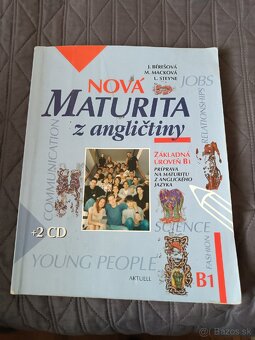 J. BÉREŠOVÁ
M. MACKOVÁ
L. STEYNE
NOVÁ
JOBS
MATURITA
z angličtiny
RELATIONSHIPS
COMMUNICATION
ZÁKLADNÁ
ÚROVEŇ B1
PRÍPRAVA
NA MATURITU
Z ANGLICKÉHO
JAZYKA
+2 CD
SCIENCE
YOUNG PEOPLE
FASHION
AKTUELL
B1
Bazos.sk